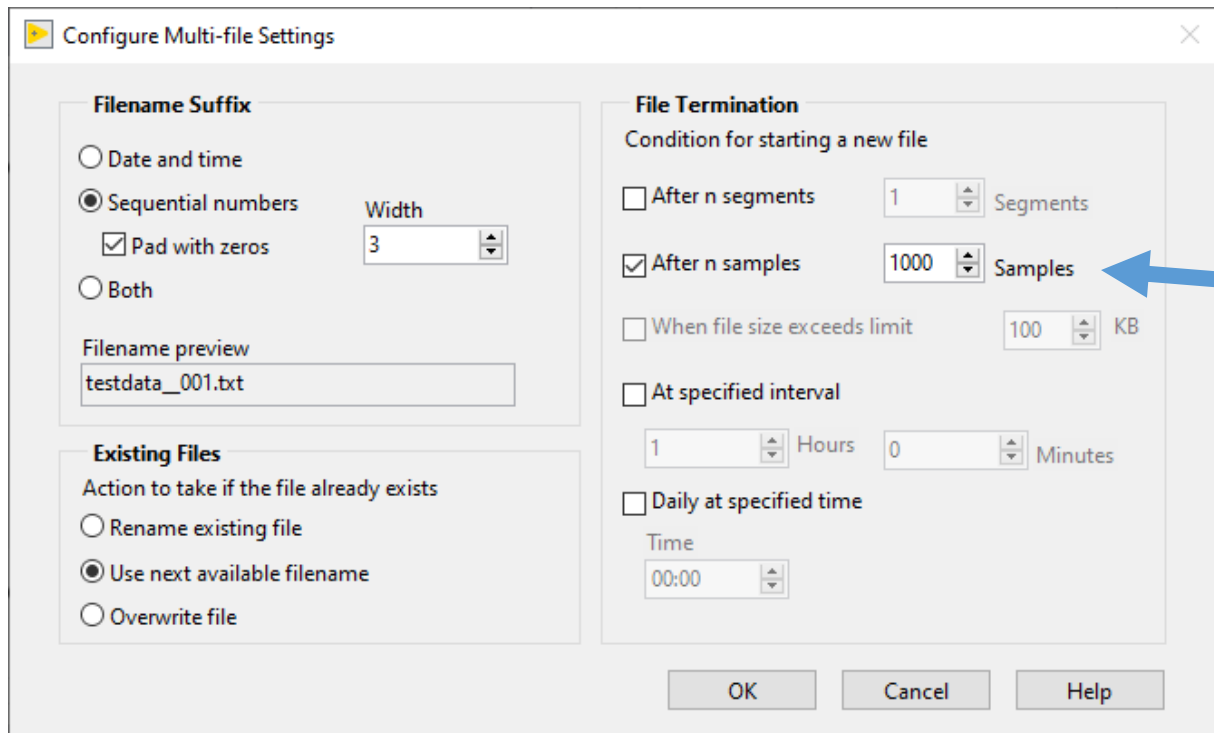 Configure Multi-file Settings
Filename Suffix
Date and time
Sequential numbers
Width
Pad with zeros
3
Both
Filename preview
testdata__001.txt
Existing Files
Action to take if the file already exists
Rename existing file
Use next available filename
Overwrite file
File Termination
Condition for starting a new file
After n segments 1 Segments
After n samples 1000 Samples
When file size exceeds limit 100 KB
At specified interval
1 Hours 0 Minutes
Daily at specified time
Time
00:00
OK Cancel Help